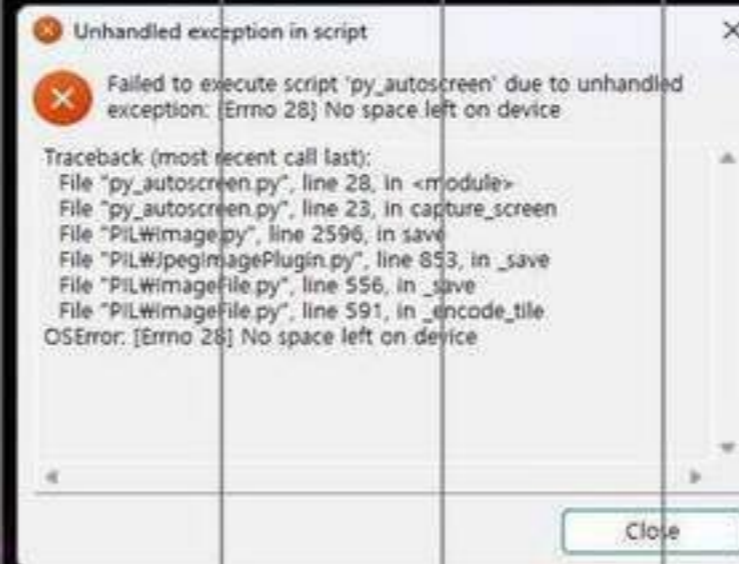 Unhandled exception in script
Failed to execute script 'py_autoscreen' due to unhandled
exception: [Errno 28] No space left on device
Traceback (most recent call last):
File "py_autoscreen.py", line 28, in <module>
File "py_autoscreen.py", line 23, in capture_screen
File "PIL₩Image.py", line 2596, in save
File "PIL₩JpegImagePlugin.py", line 853, in _save
File "PIL₩ImageFile.py", line 556, in _save
File "PIL₩ImageFile.py", line 591, in _encode_tile
OSError: [Errno 28] No space left on device
Close